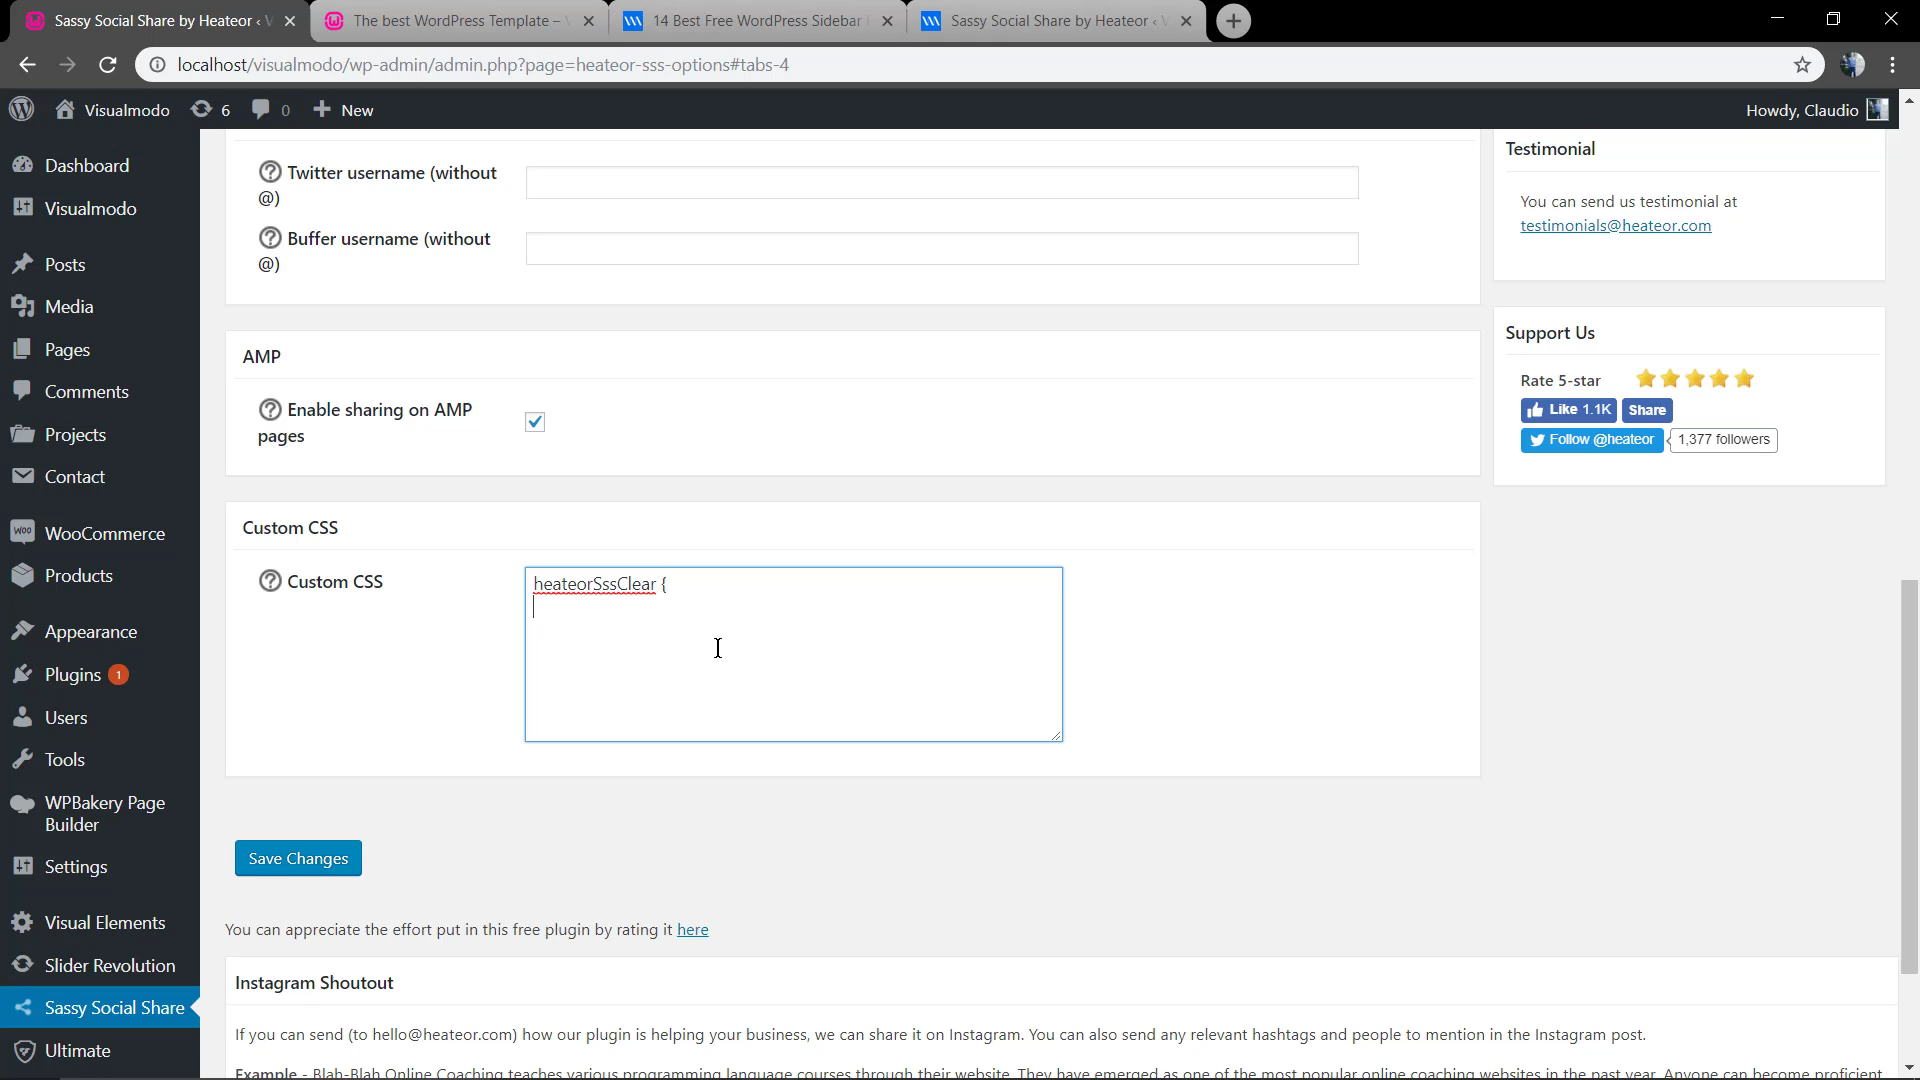 Sassy Social Share by Heateor ‹ V
The best WordPress Template – V
14 Best Free WordPress Sidebar
Sassy Social Share by Heateor ‹ V
localhost/visualmodo/wp-admin/admin.php?page=heateor-sss-options#tabs-4
Visualmodo 6 0 New
Howdy, Claudio
Dashboard
Visualmodo
Posts
Media
Pages
Comments
Projects
Contact
WooCommerce
Products
Appearance
Plugins 1
Users
Tools
WPBakery Page
Builder
Settings
Visual Elements
Slider Revolution
Sassy Social Share
Ultimate
Twitter username (without
@)
Buffer username (without
@)
AMP
Enable sharing on AMP
pages
Custom CSS
Custom CSS
heateorSssClear {
Save Changes
You can appreciate the effort put in this free plugin by rating it here
Instagram Shoutout
If you can send (to hello@heateor.com) how our plugin is helping your business, we can share it on Instagram. You can also send any relevant hashtags and people to mention in the Instagram post.
Example - Blah-Blah Online Coaching teaches various programming language courses through their website. They have emerged as one of the most popular online coaching websites in the past year. Anyone can become proficient
Testimonial
You can send us testimonial at
testimonials@heateor.com
Support Us
Rate 5-star
Like 1.1K Share
Follow @heateor 1,377 followers